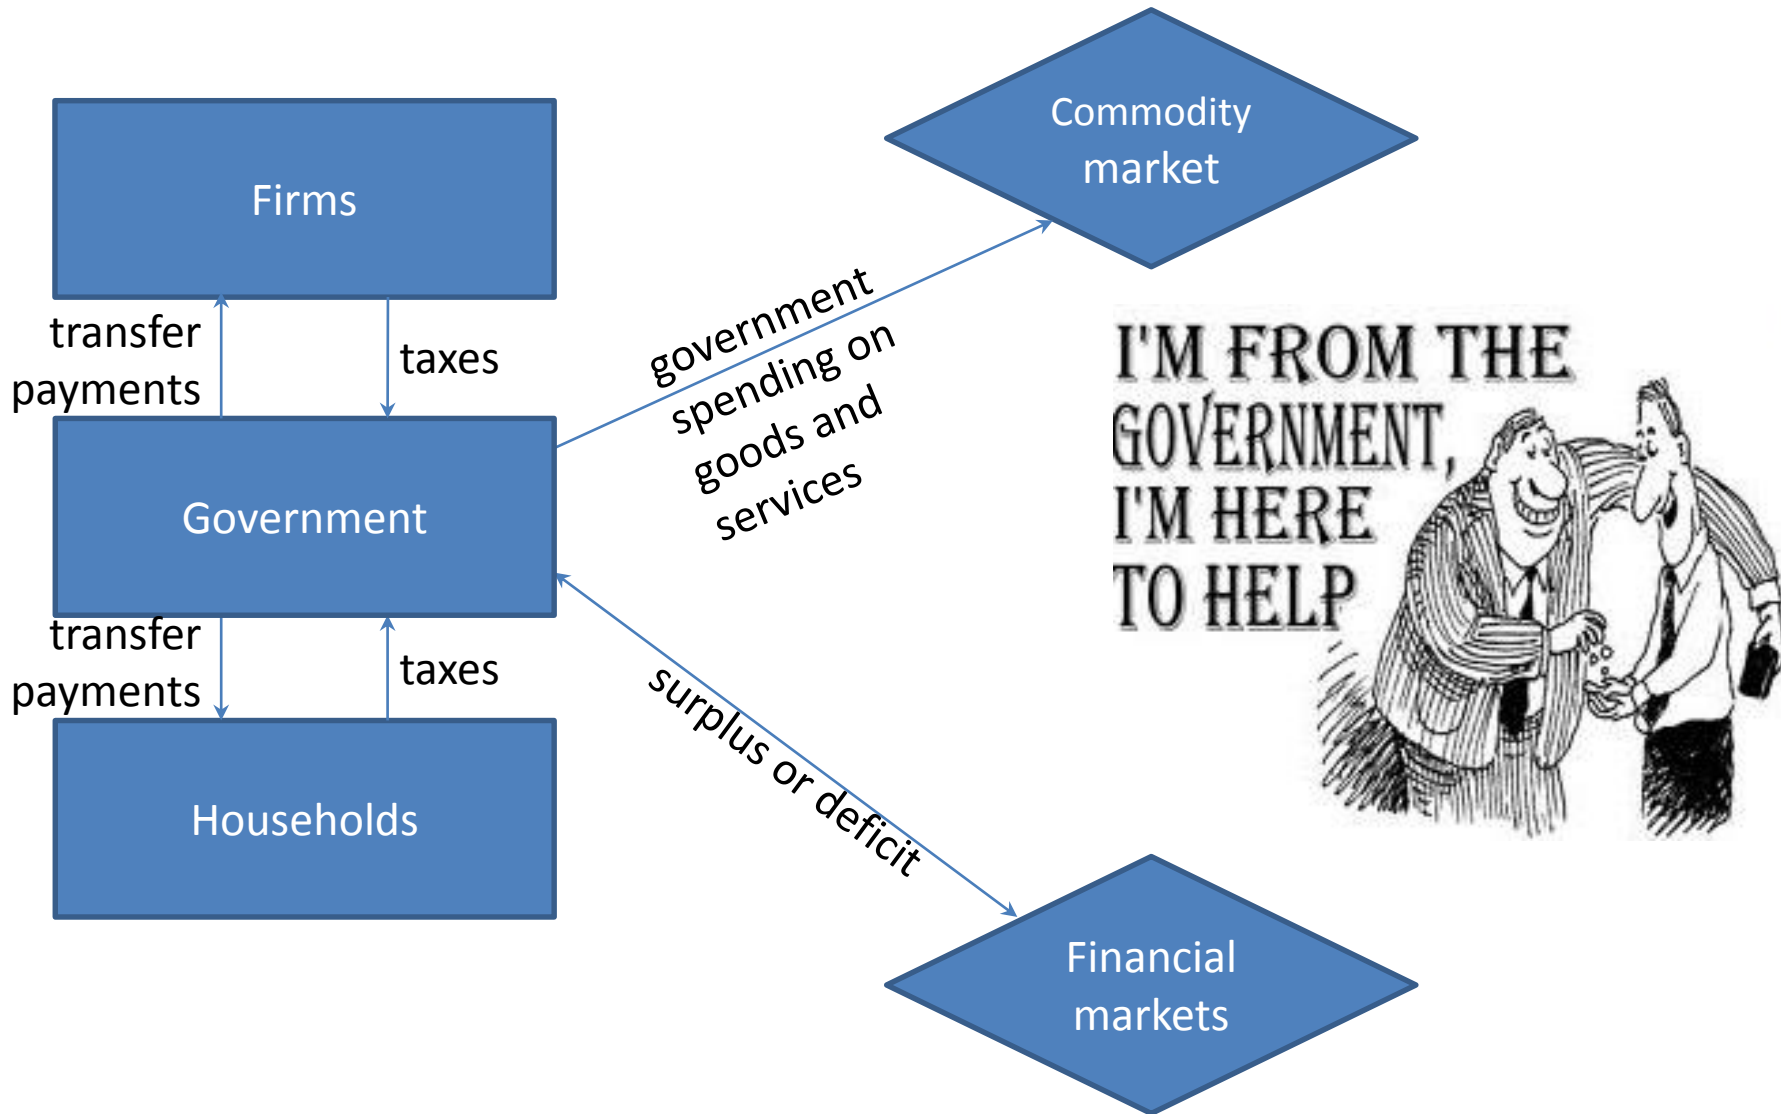 Commodity
market
Firms
transfer
payments
taxes
government
spending on
goods and
services
I'M FROM THE
GOVERNMENT,
I'M HERE
TO HELP
Government
transfer
payments
taxes
surplus or deficit
Households
Financial
markets